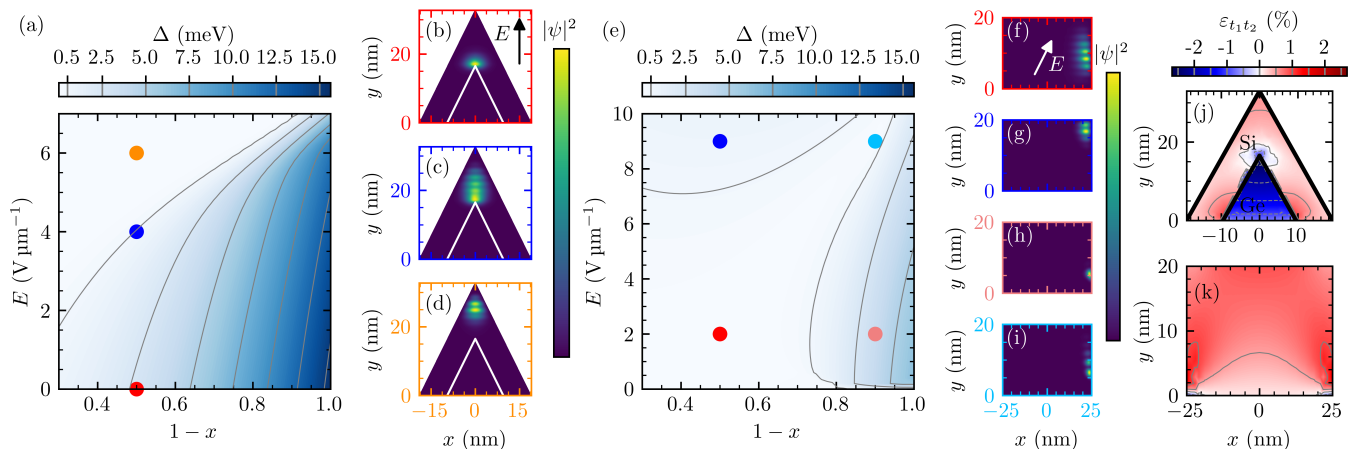 (a)
Δ (meV)
0.5 2.5 4.5 7.5 10.0 12.5 15.0
E (V μm⁻¹)
6
4
2
0
0.4 0.6 0.8 1.0
1 − x
(b)
E
y (nm)
20
0
(c)
y (nm)
20
0
(d)
y (nm)
20
0
−15 0 15
x (nm)
|ψ|²
(e)
Δ (meV)
0.5 2.5 4.5 7.5 10.0 12.5 15.0
E (V μm⁻¹)
10
8
6
4
2
0
0.4 0.6 0.8 1.0
1 − x
(f)
E
y (nm)
20
0
(g)
y (nm)
20
0
(h)
y (nm)
20
0
(i)
y (nm)
20
0
−25 0 25
x (nm)
|ψ|²
ε_{t₁t₂} (%)
−2 −1 0 1 2
(j)
Si
Ge
y (nm)
20
0
−10 0 10
(k)
y (nm)
20
10
0
−25 0 25
x (nm)